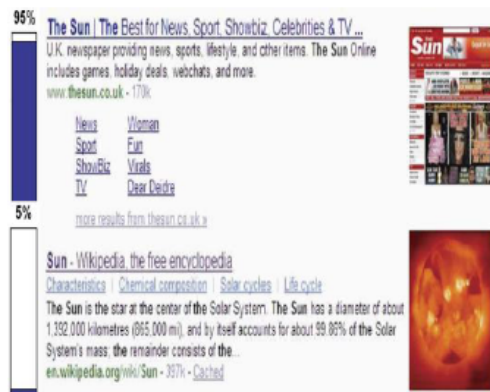 95%
The Sun | The Best for News, Sport, Showbiz, Celebrities & TV ...
U.K. newspaper providing news, sports, lifestyle, and other items. The Sun Online
includes games, holiday deals, webchats, and more.
www.thesun.co.uk - 170k
News Woman
Sport Fun
ShowBiz Virals
TV Dear Deidre
more results from thesun.co.uk »
Sun
5%
Sun - Wikipedia, the free encyclopedia
Characteristics | Chemical composition | Solar cycles | Life cycle
The Sun is the star at the center of the Solar System. The Sun has a diameter of about
1,392,000 kilometres (865,000 mi), and by itself accounts for about 99.86% of the Solar
System's mass; the remainder consists of the...
en.wikipedia.org/wiki/Sun - 397k - Cached